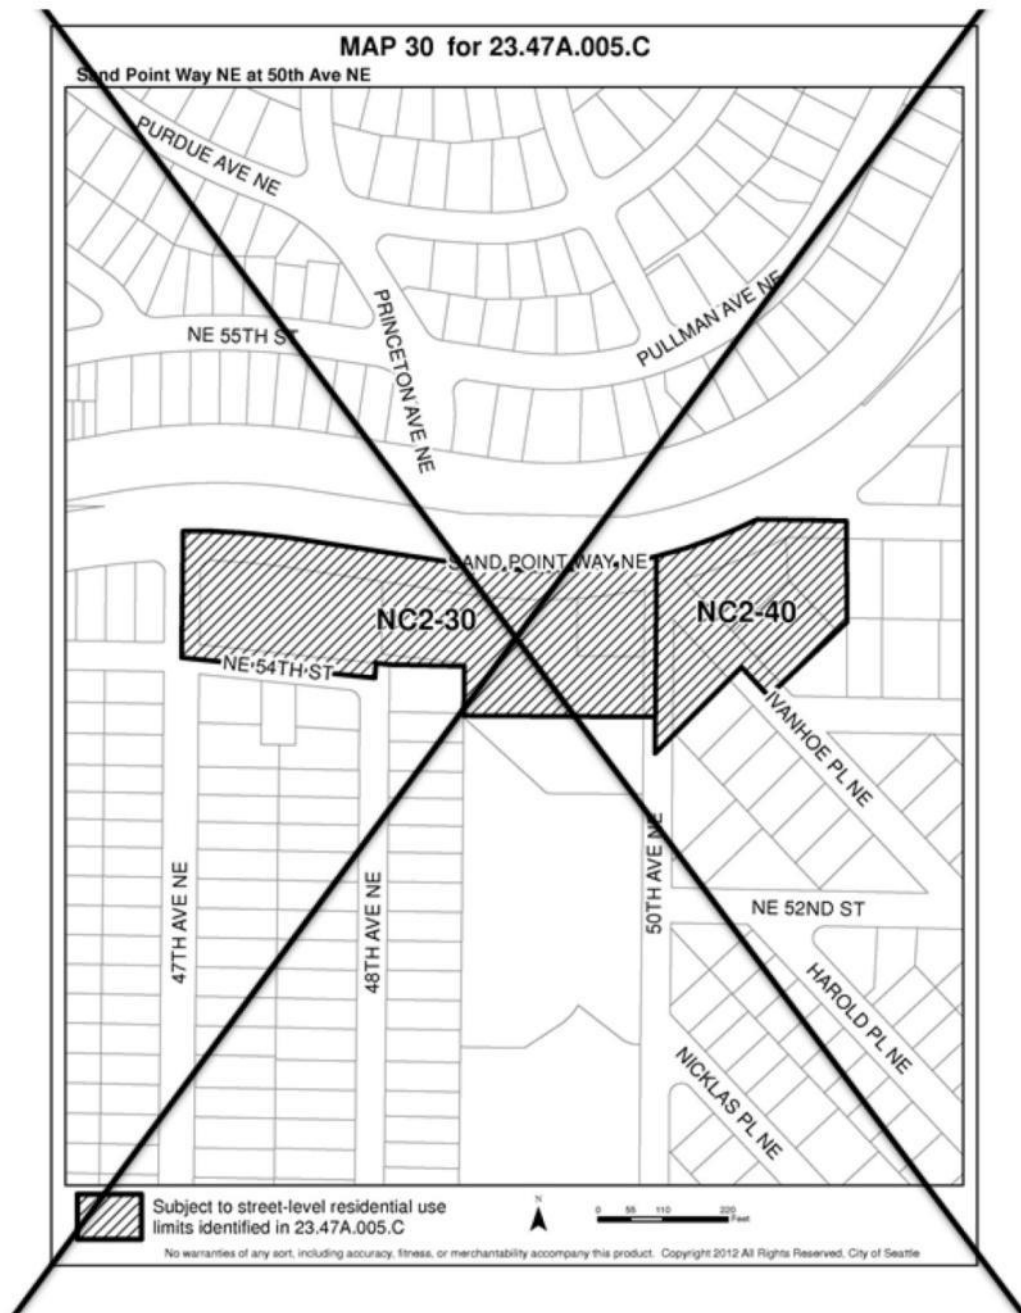 MAP 30 for 23.47A.005.C
Sand Point Way NE at 50th Ave NE
PURDUE AVE NE
PRINCETON AVE NE
PULLMAN AVE NE
NE 55TH ST
SAND POINT WAY NE
NC2-30
NC2-40
NE 54TH ST
IVANHOE PL NE
47TH AVE NE
48TH AVE NE
50TH AVE NE
NE 52ND ST
HAROLD PL NE
NICKLAS PL NE
Subject to street-level residential use
limits identified in 23.47A.005.C
N
0 55 110 220
Feet
No warranties of any sort, including accuracy, fitness, or merchantability accompany this product. Copyright 2012 All Rights Reserved, City of Seattle